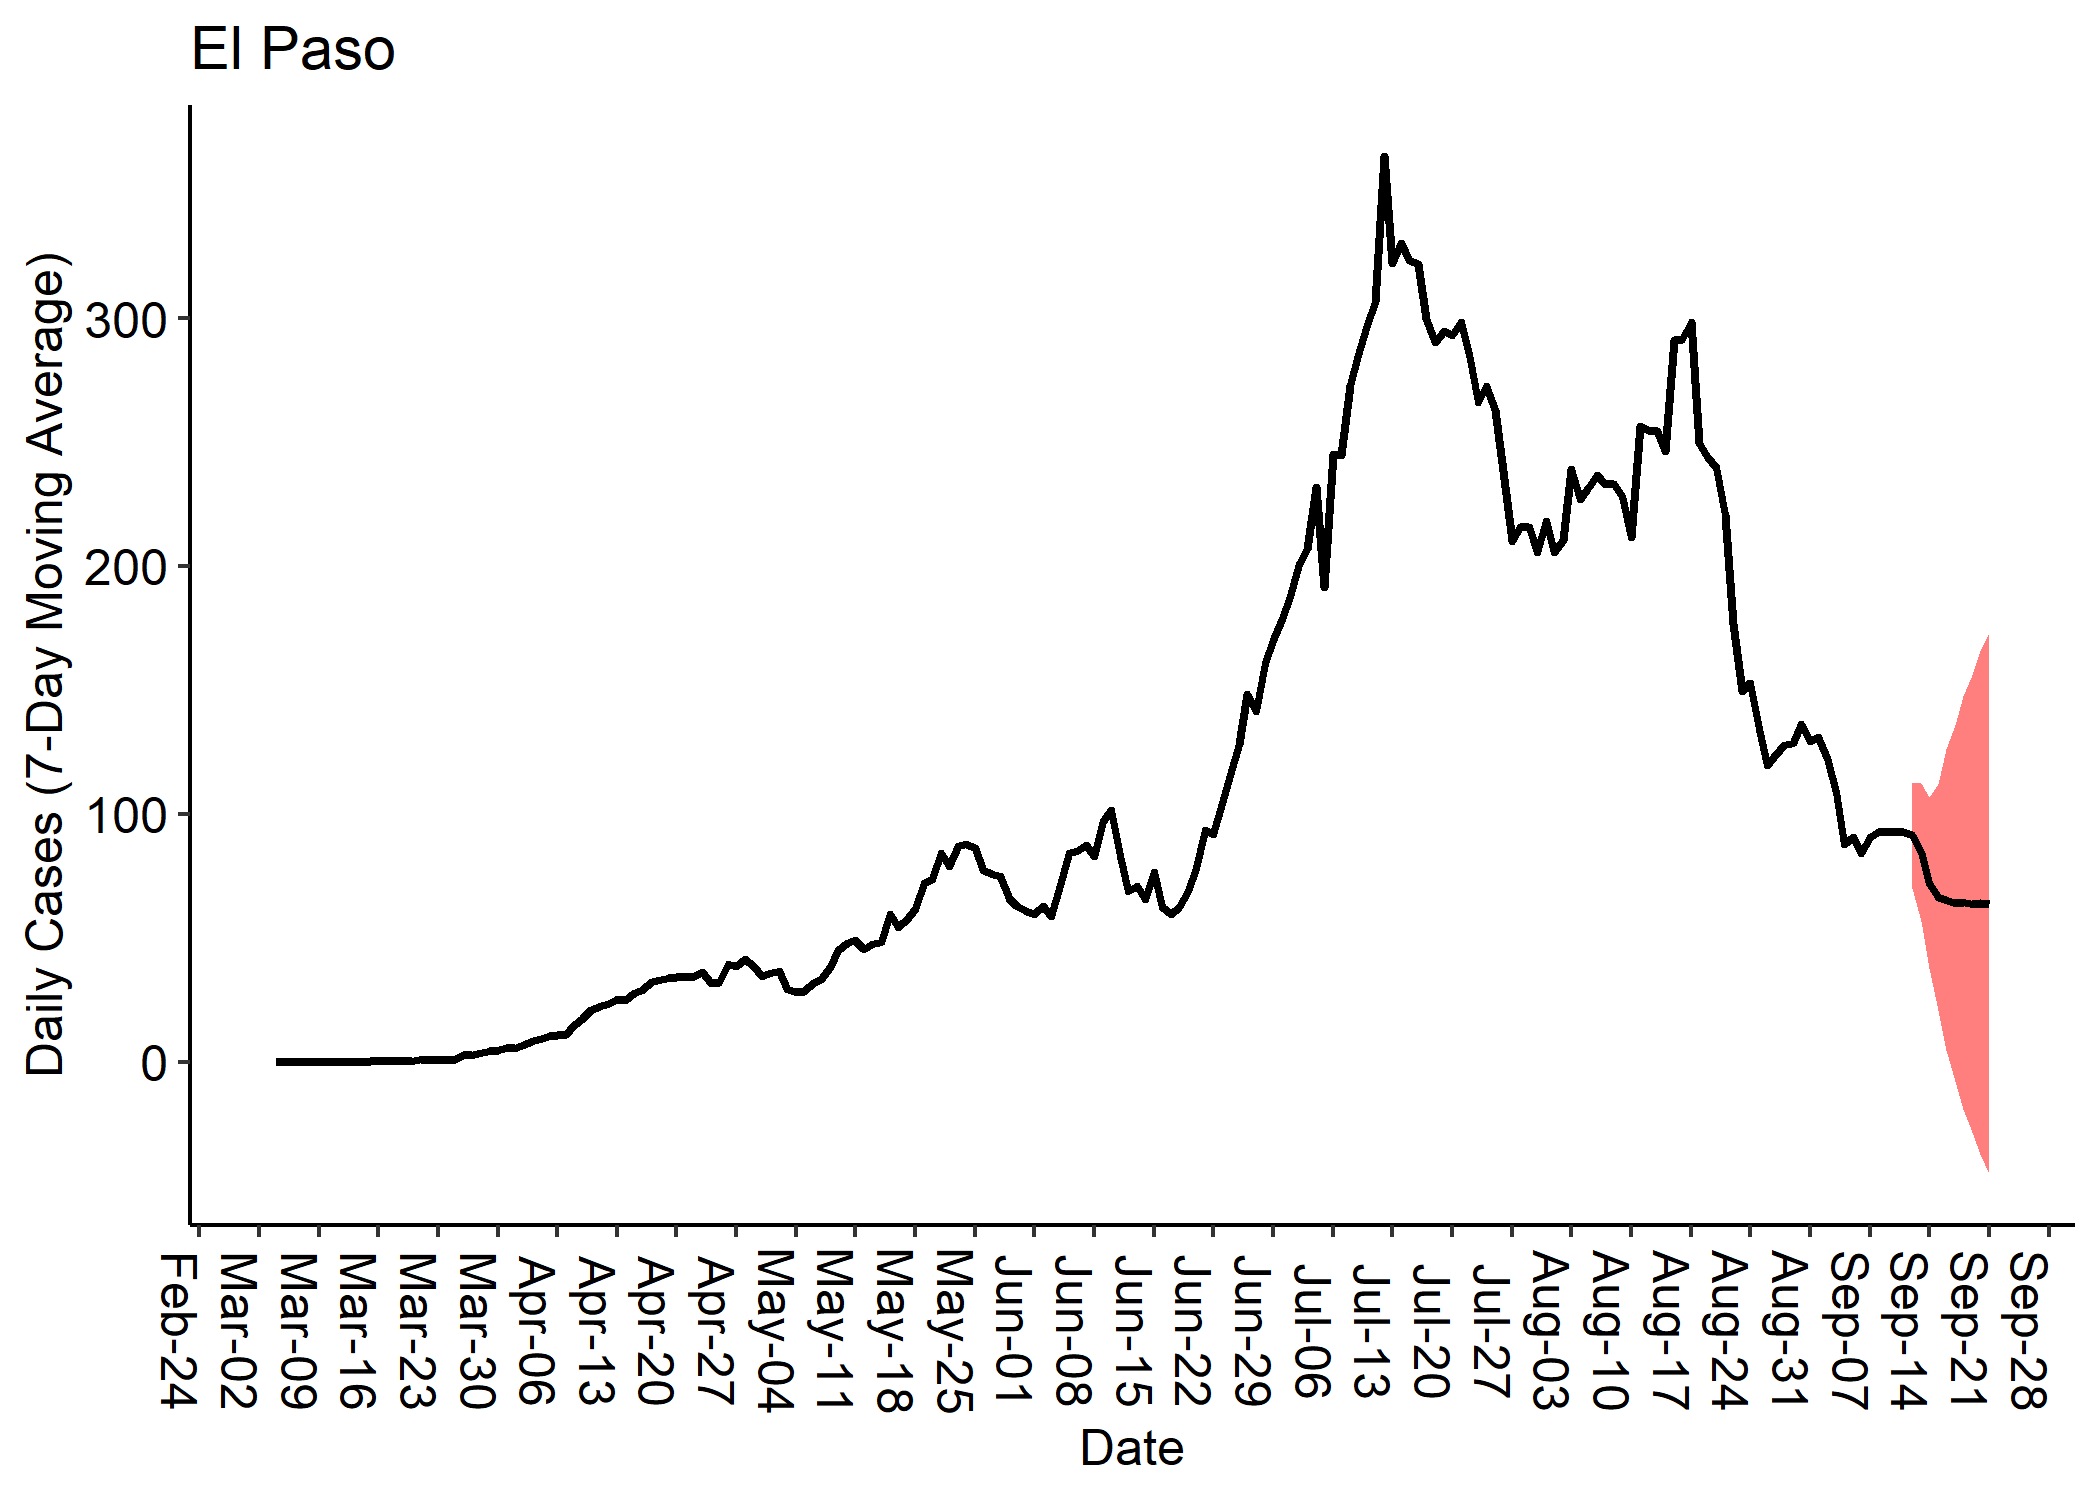 El Paso
Daily Cases (7-Day Moving Average)
300
200
100
0
Feb-24
Mar-02
Mar-09
Mar-16
Mar-23
Mar-30
Apr-06
Apr-13
Apr-20
Apr-27
May-04
May-11
May-18
May-25
Jun-01
Jun-08
Jun-15
Jun-22
Jun-29
Jul-06
Jul-13
Jul-20
Jul-27
Aug-03
Aug-10
Aug-17
Aug-24
Aug-31
Sep-07
Sep-14
Sep-21
Sep-28
Date